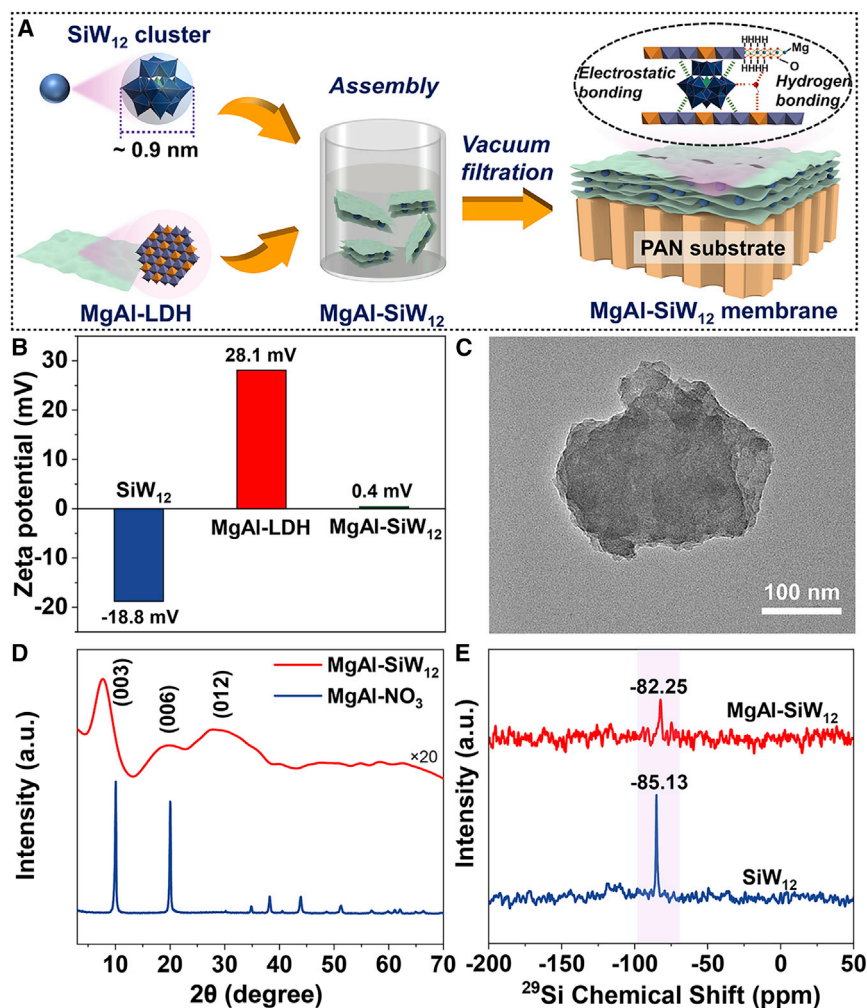 A
SiW₁₂ cluster
~ 0.9 nm
MgAl-LDH
Assembly
MgAl-SiW₁₂
Vacuum
filtration
HHHH
HHHH
Mg
O
Electrostatic
bonding
Hydrogen
bonding
PAN substrate
MgAl-SiW₁₂ membrane
B
Zeta potential (mV)
30
20
10
0
-10
-20
SiW₁₂
-18.8 mV
28.1 mV
MgAl-LDH
0.4 mV
MgAl-SiW₁₂
C
100 nm
D
Intensity (a.u.)
(003)
(006)
(012)
MgAl-SiW₁₂
MgAl-NO₃
×20
10 20 30 40 50 60 70
2θ (degree)
E
Intensity (a.u.)
-82.25
MgAl-SiW₁₂
-85.13
SiW₁₂
-200 -150 -100 -50 0 50
²⁹Si Chemical Shift (ppm)